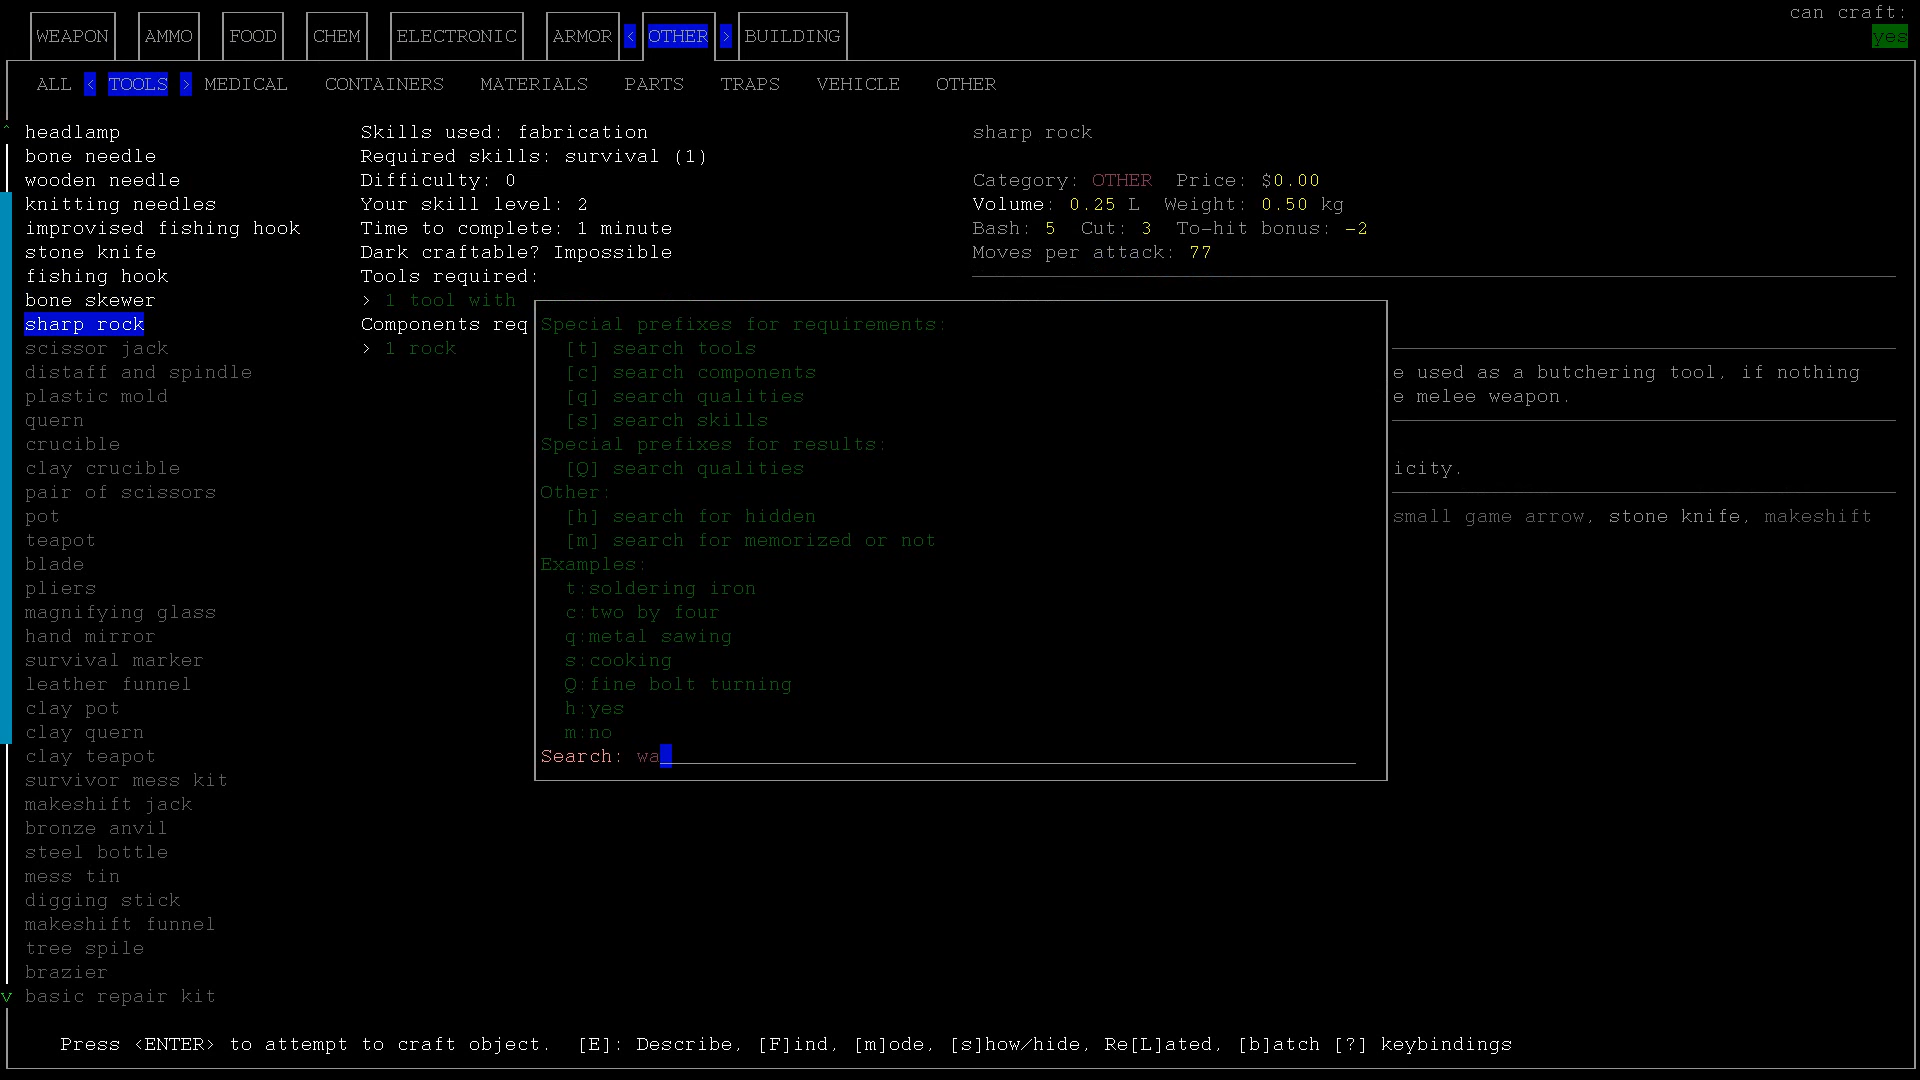 can craft:
WEAPON AMMO FOOD CHEM ELECTRONIC ARMOR < OTHER > BUILDING yes
ALL < TOOLS > MEDICAL CONTAINERS MATERIALS PARTS TRAPS VEHICLE OTHER
^ headlamp Skills used: fabrication sharp rock
bone needle Required skills: survival (1)
wooden needle Difficulty: 0 Category: OTHER Price: $0.00
knitting needles Your skill level: 2 Volume: 0.25 L Weight: 0.50 kg
improvised fishing hook Time to complete: 1 minute Bash: 5 Cut: 3 To-hit bonus: -2
stone knife Dark craftable? Impossible Moves per attack: 77
fishing hook Tools required:
bone skewer > 1 tool with
sharp rock Components req Special prefixes for requirements:
scissor jack > 1 rock [t] search tools
distaff and spindle [c] search components e used as a butchering tool, if nothing
plastic mold [q] search qualities e melee weapon.
quern [s] search skills
crucible Special prefixes for results:
clay crucible [Q] search qualities icity.
pair of scissors Other:
pot [h] search for hidden small game arrow, stone knife, makeshift
teapot [m] search for memorized or not
blade Examples:
pliers t:soldering iron
magnifying glass c:two by four
hand mirror q:metal sawing
survival marker s:cooking
leather funnel Q:fine bolt turning
clay pot h:yes
clay quern m:no
clay teapot Search: wa
survivor mess kit
makeshift jack
bronze anvil
steel bottle
mess tin
digging stick
makeshift funnel
tree spile
brazier
v basic repair kit
Press <ENTER> to attempt to craft object. [E]: Describe, [F]ind, [m]ode, [s]how/hide, Re[L]ated, [b]atch [?] keybindings